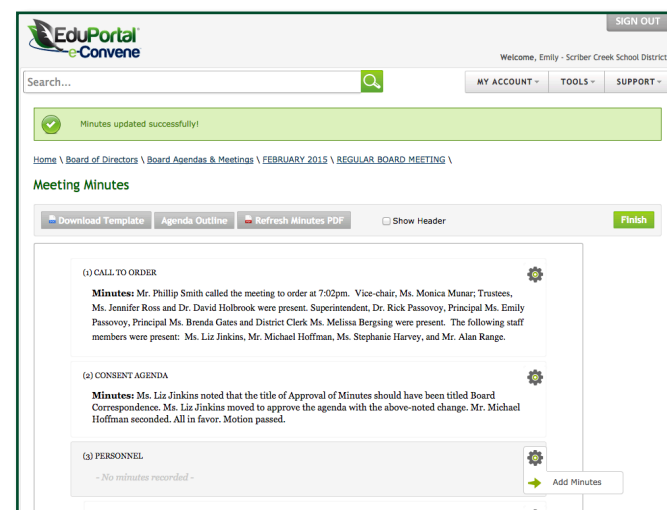 SIGN OUT
EduPortal
e-Convene
Welcome, Emily - Scriber Creek School District
Search...
MY ACCOUNT TOOLS SUPPORT
Minutes updated successfully!
Home \ Board of Directors \ Board Agendas & Meetings \ FEBRUARY 2015 \ REGULAR BOARD MEETING \
Meeting Minutes
Download Template Agenda Outline Refresh Minutes PDF Show Header Finish
(1) CALL TO ORDER
Minutes: Mr. Phillip Smith called the meeting to order at 7:02pm. Vice-chair, Ms. Monica Munar; Trustees,
Ms. Jennifer Ross and Dr. David Holbrook were present. Superintendent, Dr. Rick Passovoy, Principal Ms. Emily
Passovoy, Principal Ms. Brenda Gates and District Clerk Ms. Melissa Bergsing were present. The following staff
members were present: Ms. Liz Jinkins, Mr. Michael Hoffman, Ms. Stephanie Harvey, and Mr. Alan Range.
(2) CONSENT AGENDA
Minutes: Ms. Liz Jinkins noted that the title of Approval of Minutes should have been titled Board
Correspondence. Ms. Liz Jinkins moved to approve the agenda with the above-noted change. Mr. Michael
Hoffman seconded. All in favor. Motion passed.
(3) PERSONNEL
- No minutes recorded -
Add Minutes